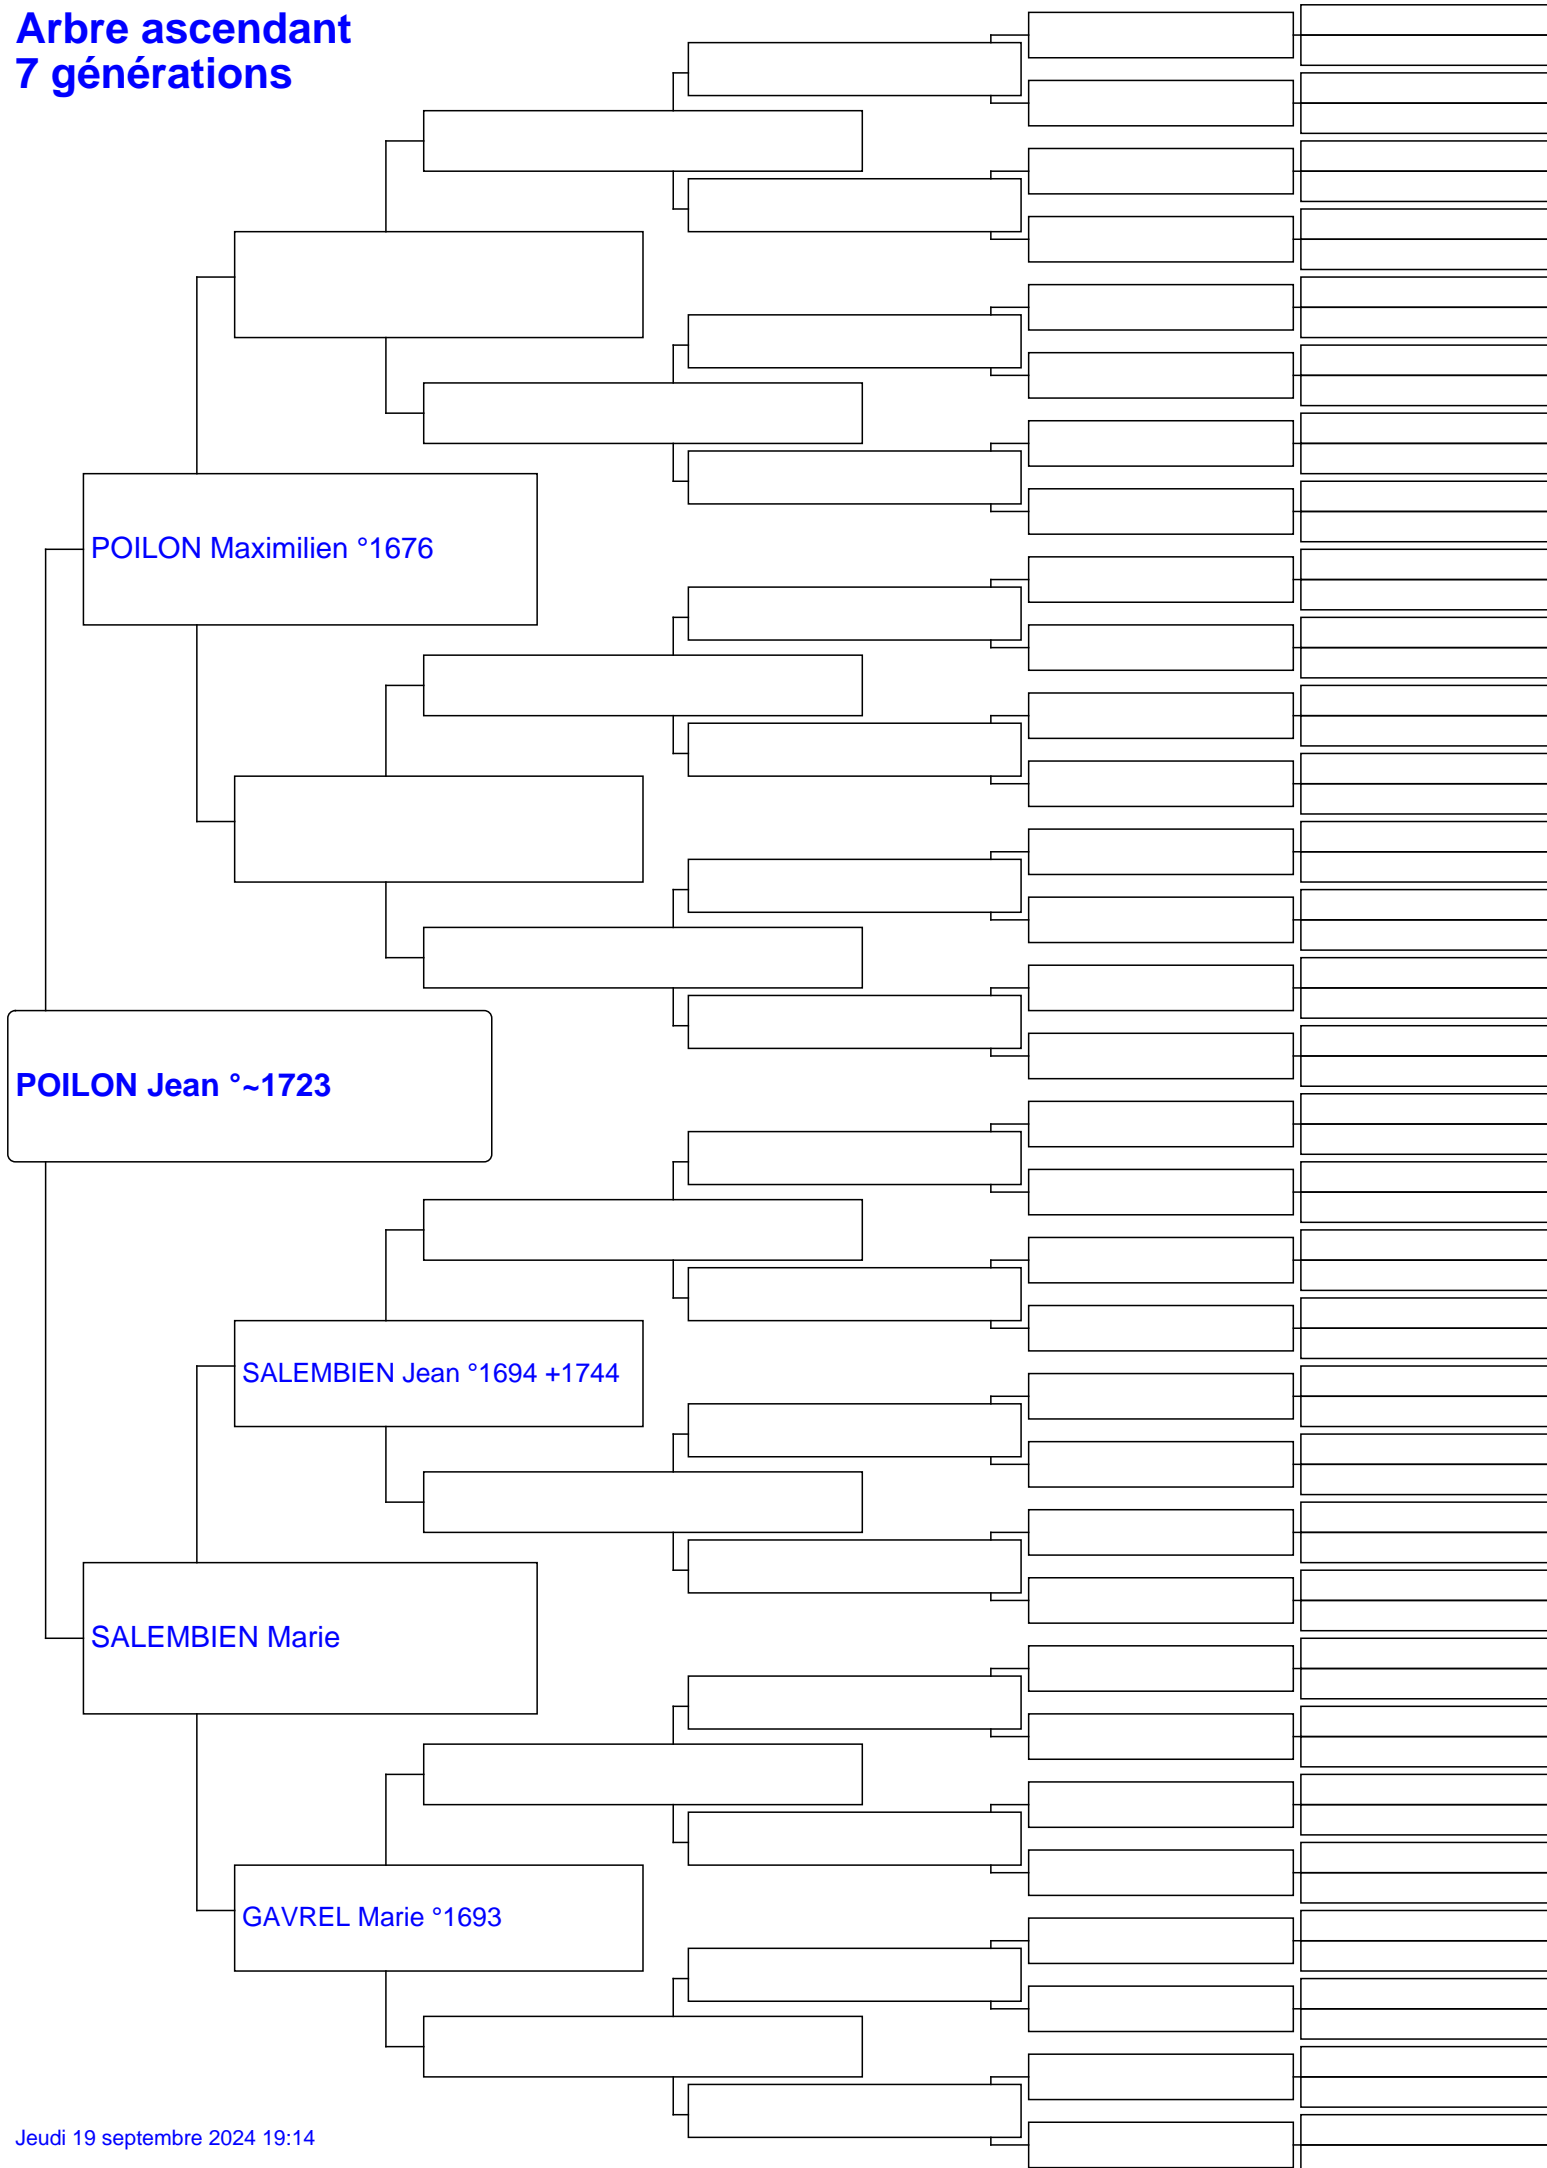 Arbre ascendant
7 générations
POILON Maximilien °1676
POILON Jean °~1723
SALEMBIEN Jean °1694 +1744
SALEMBIEN Marie
GAVREL Marie °1693
Jeudi 19 septembre 2024 19:14